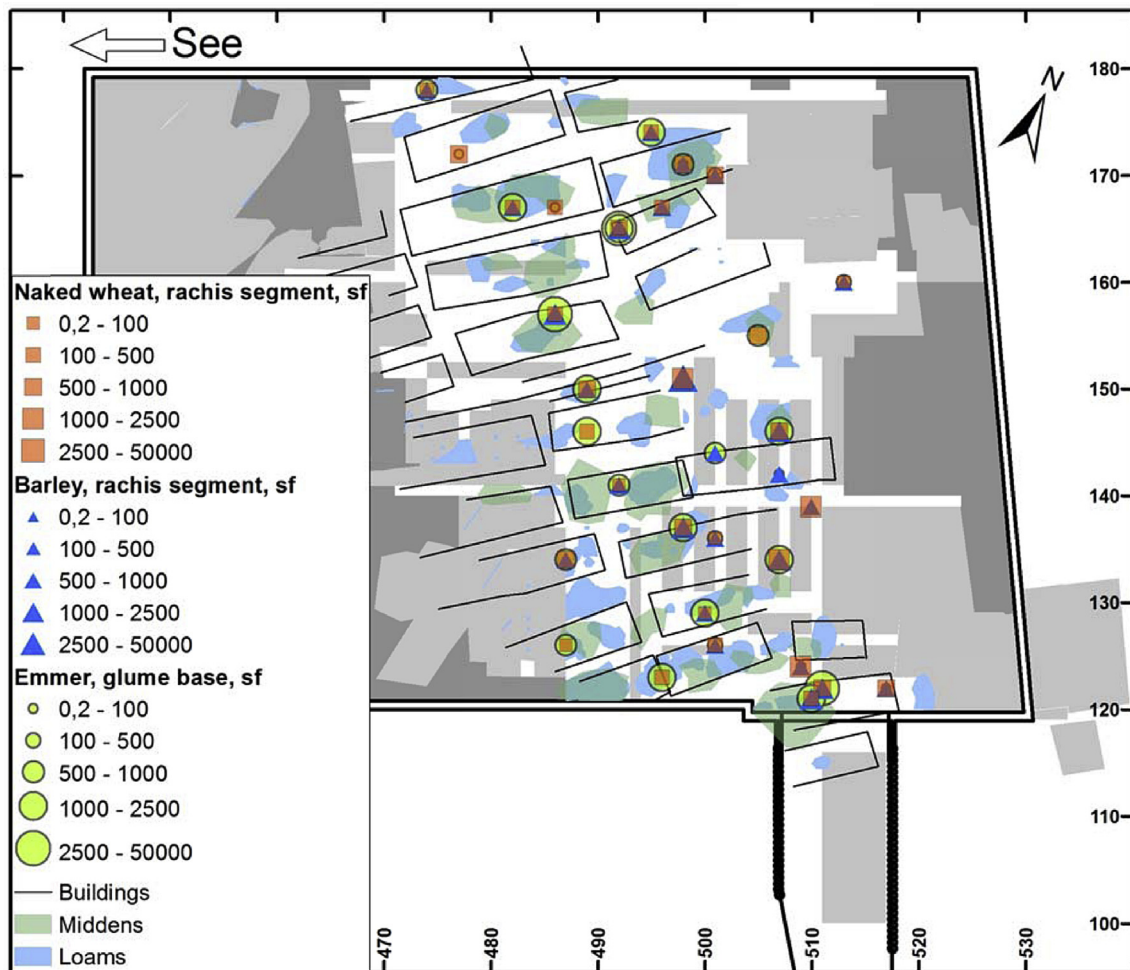 See
N
180
170
160
150
140
130
120
110
100
Naked wheat, rachis segment, sf
0,2 - 100
100 - 500
500 - 1000
1000 - 2500
2500 - 50000
Barley, rachis segment, sf
0,2 - 100
100 - 500
500 - 1000
1000 - 2500
2500 - 50000
Emmer, glume base, sf
0,2 - 100
100 - 500
500 - 1000
1000 - 2500
2500 - 50000
Buildings
Middens
Loams
470
480
490
500
510
520
530